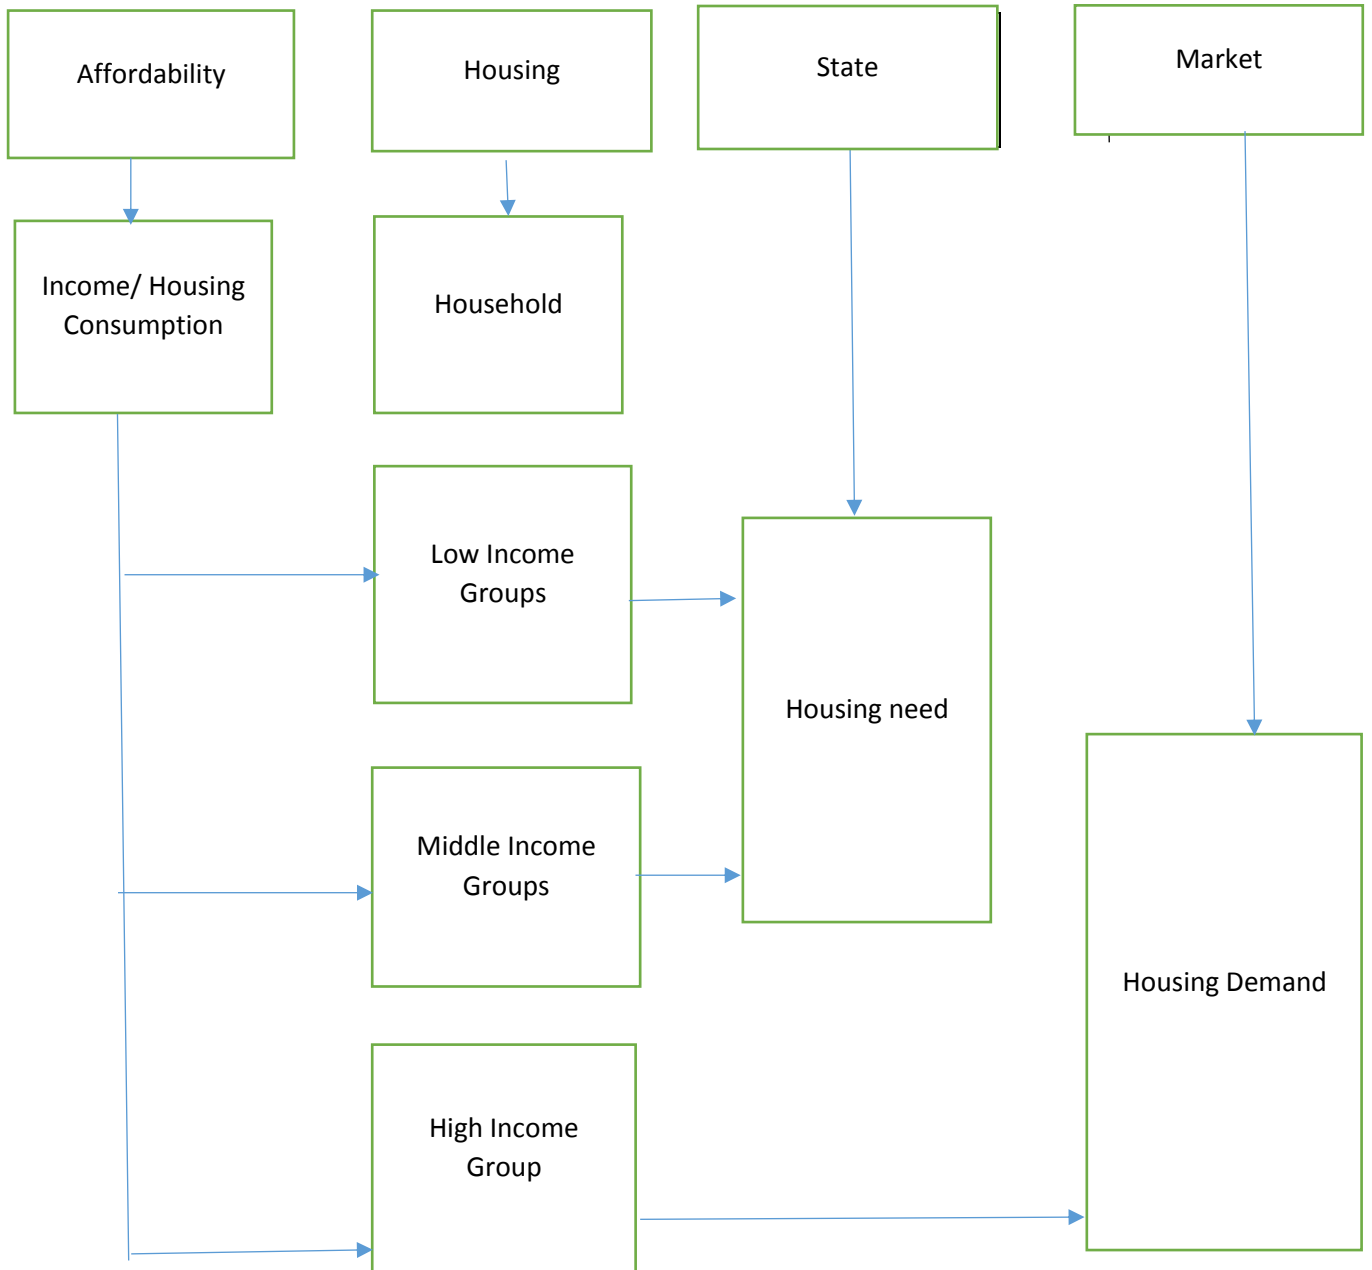 Affordability
Housing
State
Market
Income/ Housing
Consumption
Household
Low Income
Groups
Housing need
Middle Income
Groups
Housing Demand
High Income
Group